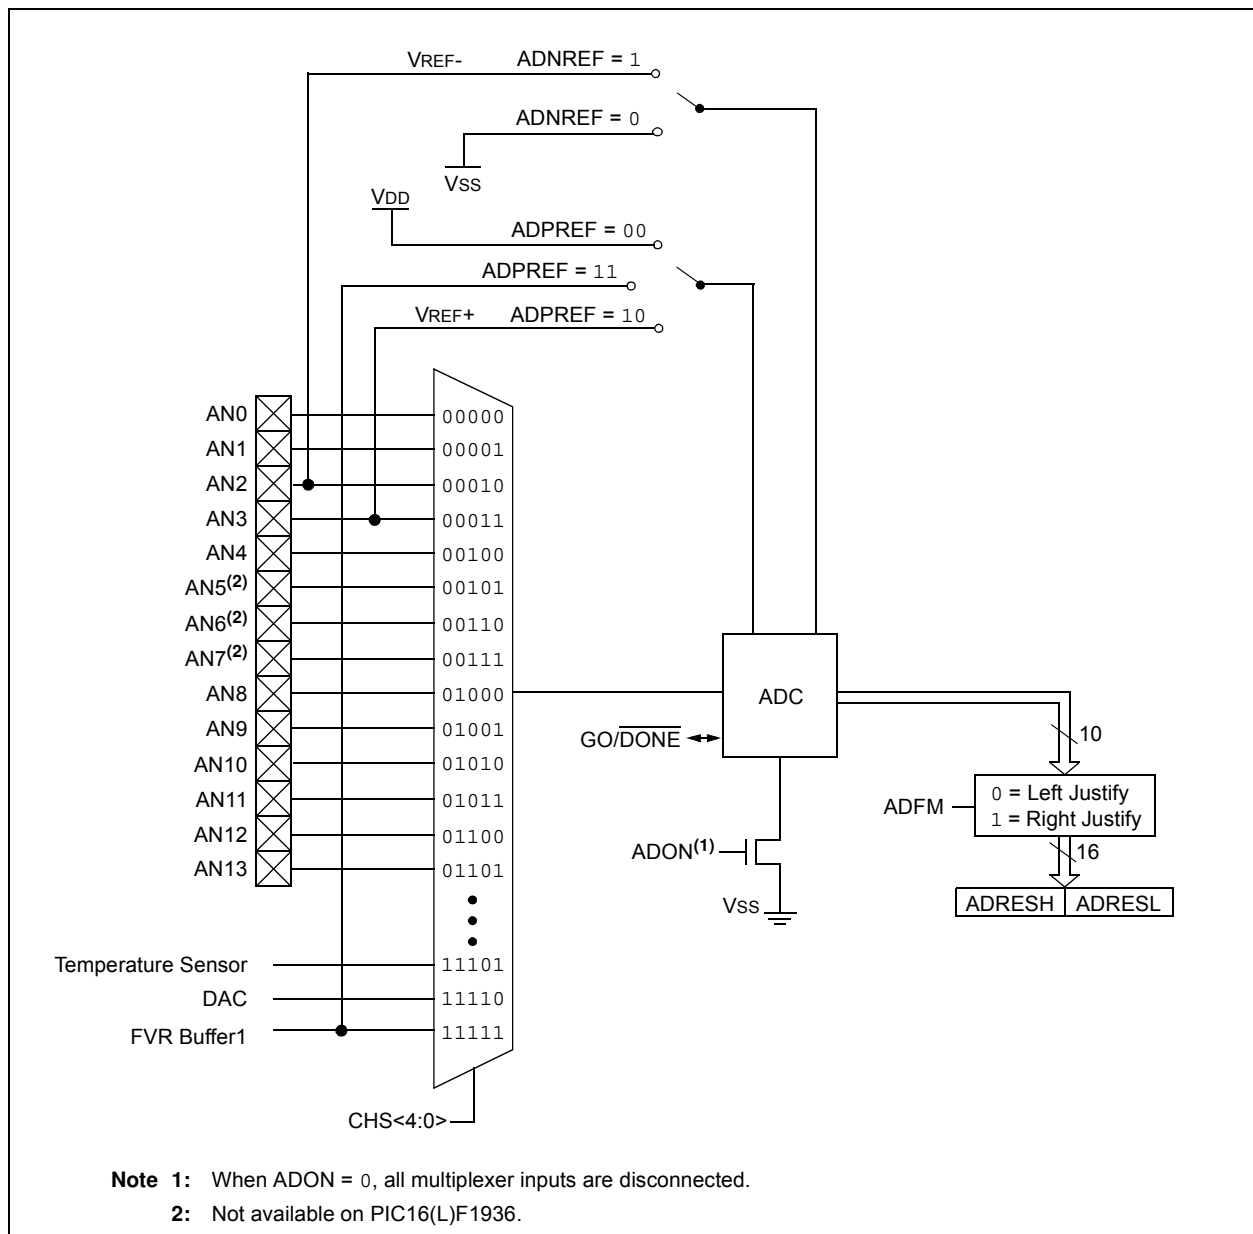 VREF- ADNREF = 1
ADNREF = 0
VSS
VDD
ADPREF = 00
ADPREF = 11
VREF+ ADPREF = 10
AN0 00000
AN1 00001
AN2 00010
AN3 00011
AN4 00100
AN5(2) 00101
AN6(2) 00110
AN7(2) 00111
AN8 01000
ADC
AN9 01001
GO/DONE
10
AN10 01010
AN11 01011
ADFM
0 = Left Justify
1 = Right Justify
AN12 01100
ADON(1)
16
AN13 01101
VSS
ADRESH ADRESL
Temperature Sensor 11101
DAC 11110
FVR Buffer1 11111
CHS<4:0>
Note 1: When ADON = 0, all multiplexer inputs are disconnected.
2: Not available on PIC16(L)F1936.